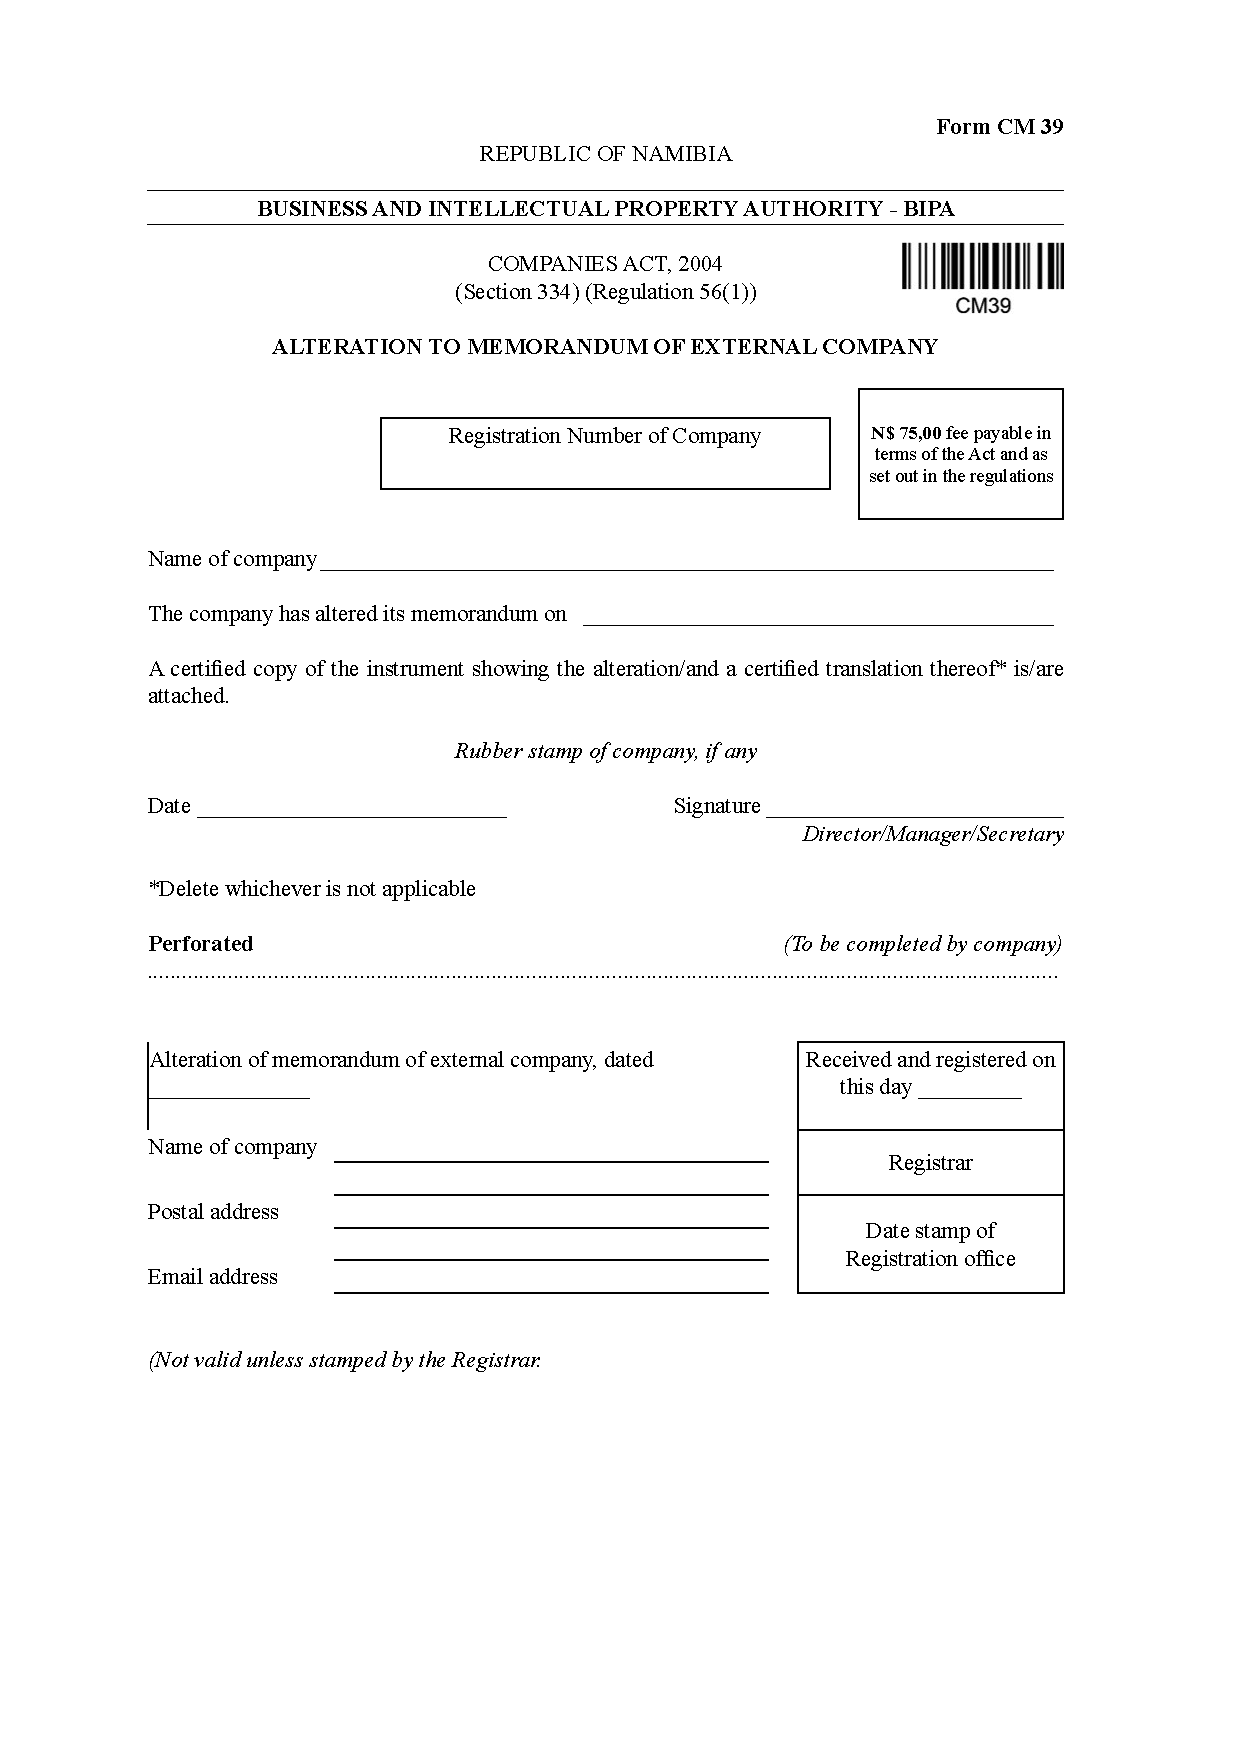 Form CM 39
REPUBLIC OF NAMIBIA
BUSINESS AND INTELLECTUAL PROPERTY AUTHORITY - BIPA
COMPANIES ACT, 2004
(Section 334) (Regulation 56(1))
CM39
ALTERATION TO MEMORANDUM OF EXTERNAL COMPANY
Registration Number of Company
N$ 75,00 fee payable in
terms of the Act and as
set out in the regulations
Name of company
The company has altered its memorandum on
A certified copy of the instrument showing the alteration/and a certified translation thereof* is/are
attached.
Rubber stamp of company, if any
Date Signature
Director/Manager/Secretary
*Delete whichever is not applicable
Perforated (To be completed by company)
Alteration of memorandum of external company, dated
Received and registered on
this day
Name of company
Registrar
Postal address
Date stamp of
Registration office
Email address
(Not valid unless stamped by the Registrar.